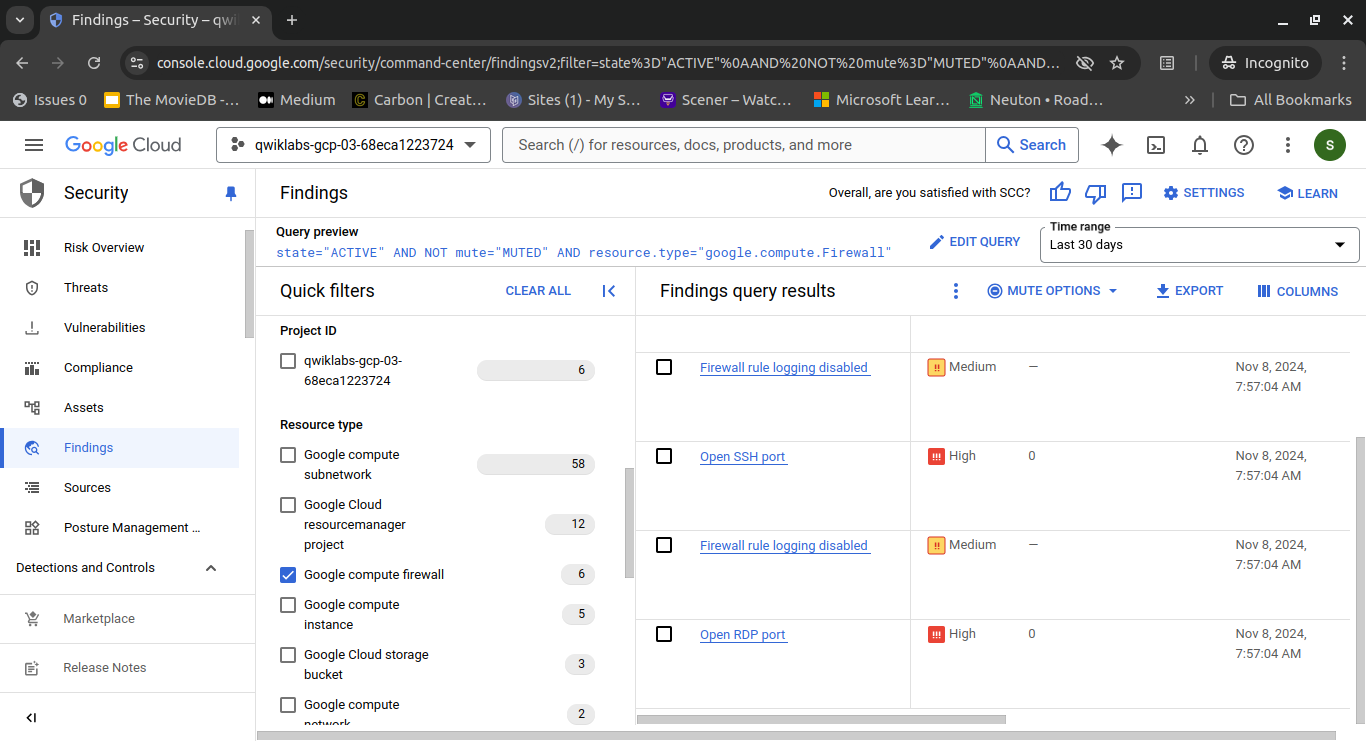 Findings – Security – qwi
console.cloud.google.com/security/command-center/findingsv2;filter=state%3D"ACTIVE"%0AAND%20NOT%20mute%3D"MUTED"%0AAND...
Incognito
Issues 0
The MovieDB -...
Medium
Carbon | Creat...
Sites (1) - My S...
Scener – Watc...
Microsoft Lear...
Neuton • Road...
»
All Bookmarks
Google Cloud
qwiklabs-gcp-03-68eca1223724
Search (/) for resources, docs, products, and more
Search
S
Security
Findings
Overall, are you satisfied with SCC?
SETTINGS
LEARN
Risk Overview
Threats
Vulnerabilities
Compliance
Assets
Findings
Sources
Posture Management ...
Detections and Controls
Marketplace
Release Notes
Query preview
state="ACTIVE" AND NOT mute="MUTED" AND resource.type="google.compute.Firewall"
EDIT QUERY
Time range
Last 30 days
Quick filters
CLEAR ALL
Project ID
qwiklabs-gcp-03-
68eca1223724
6
Resource type
Google compute
subnetwork
58
Google Cloud
resourcemanager
project
12
Google compute firewall
6
Google compute
instance
5
Google Cloud storage
bucket
3
Google compute
network
2
Findings query results
MUTE OPTIONS
EXPORT
COLUMNS
Firewall rule logging disabled
Medium
—
Nov 8, 2024,
7:57:04 AM
Open SSH port
High
0
Nov 8, 2024,
7:57:04 AM
Firewall rule logging disabled
Medium
—
Nov 8, 2024,
7:57:04 AM
Open RDP port
High
0
Nov 8, 2024,
7:57:04 AM